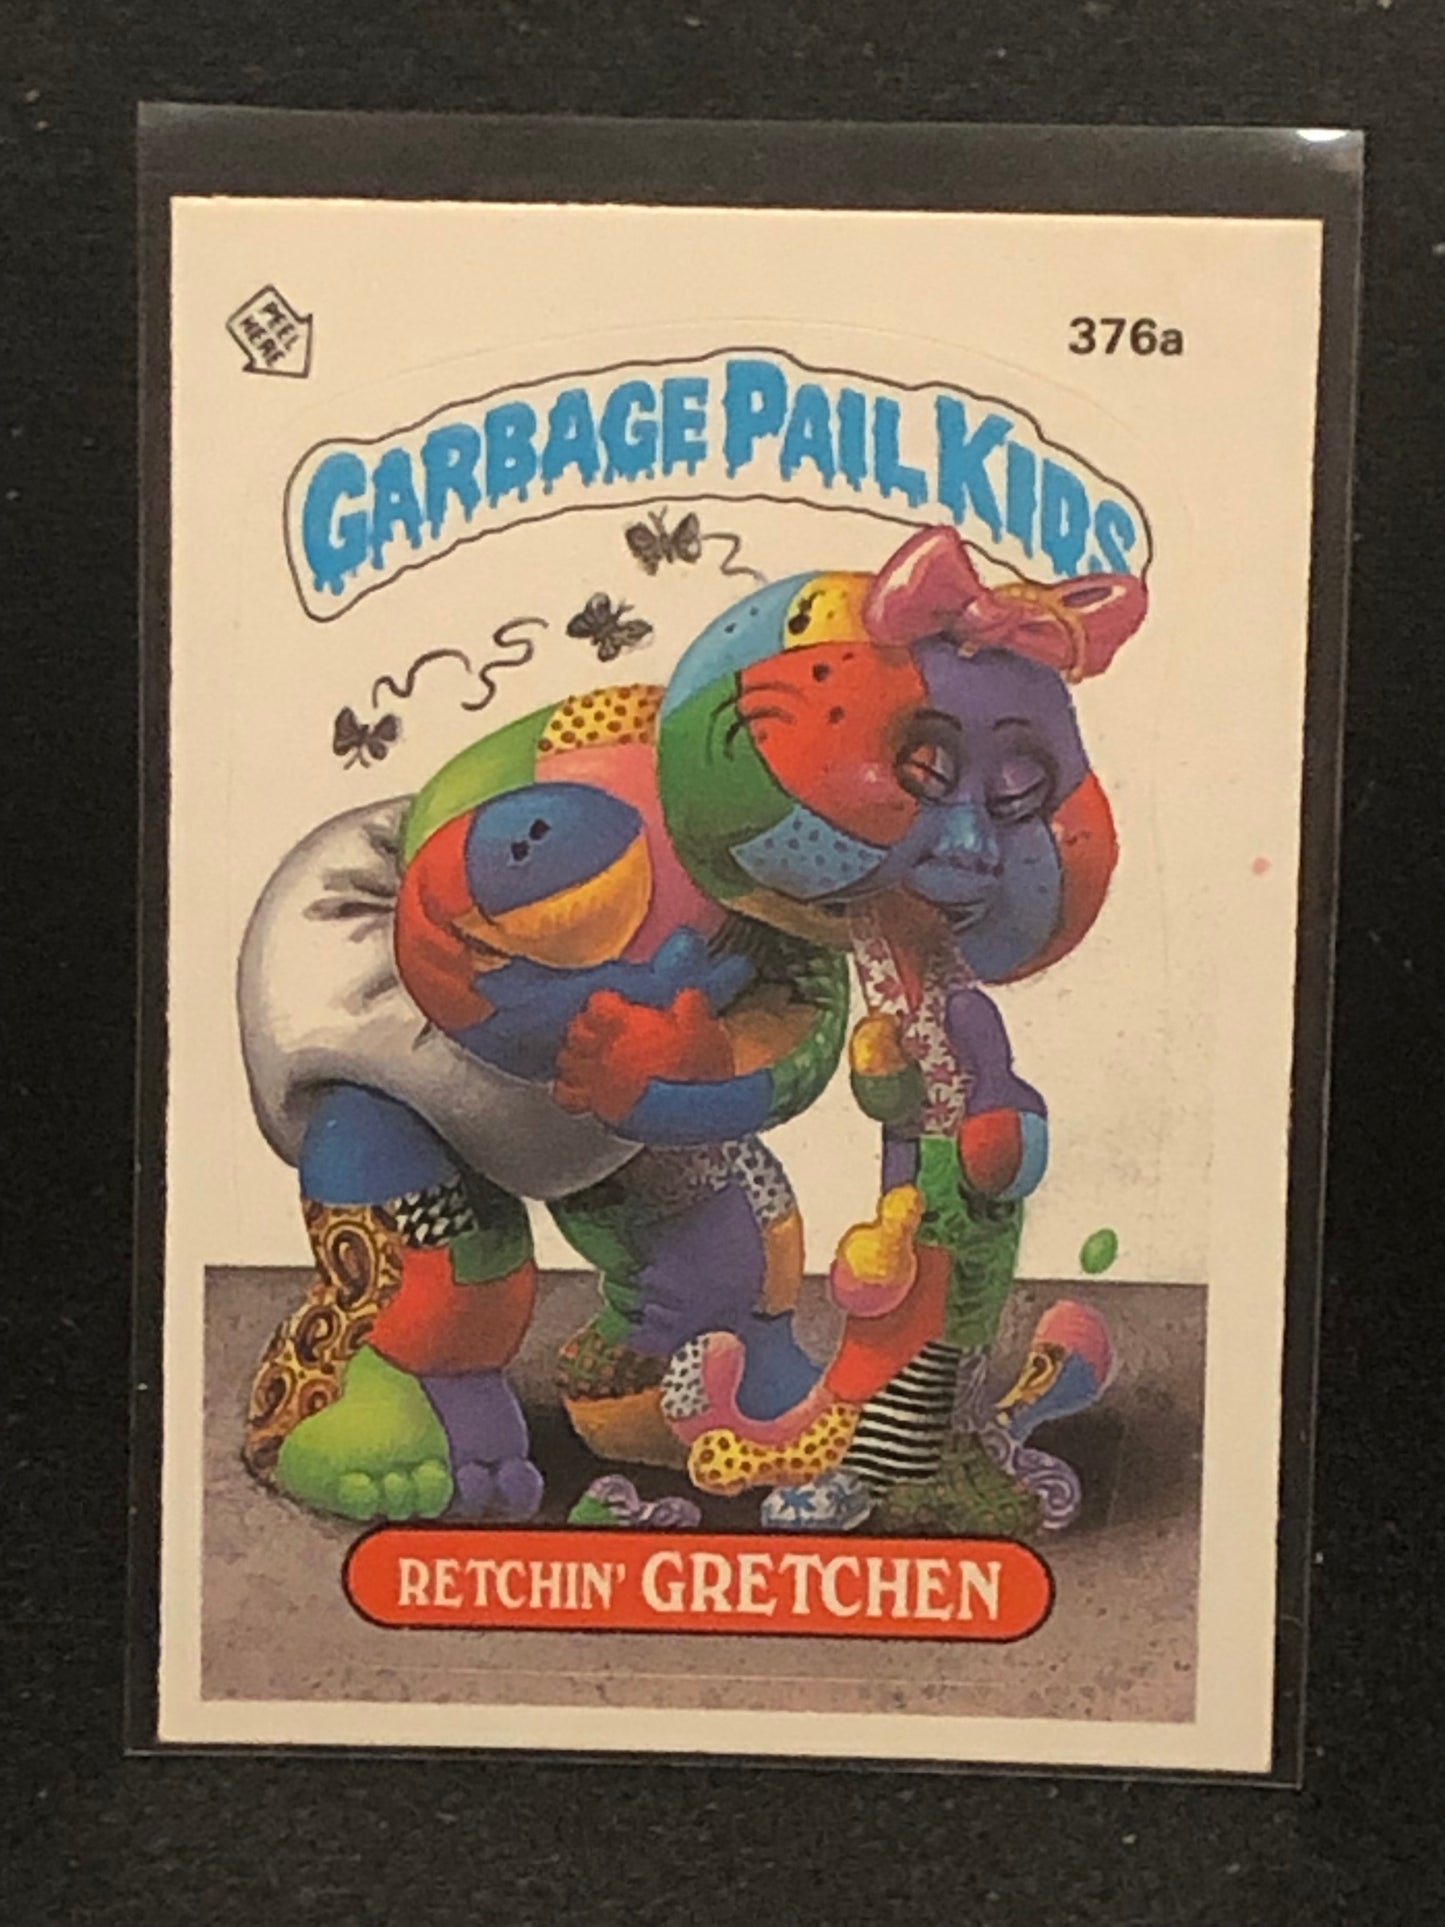 PEEL
HERE
376a
GARBAGE PAIL KIDS
RETCHIN' GRETCHEN